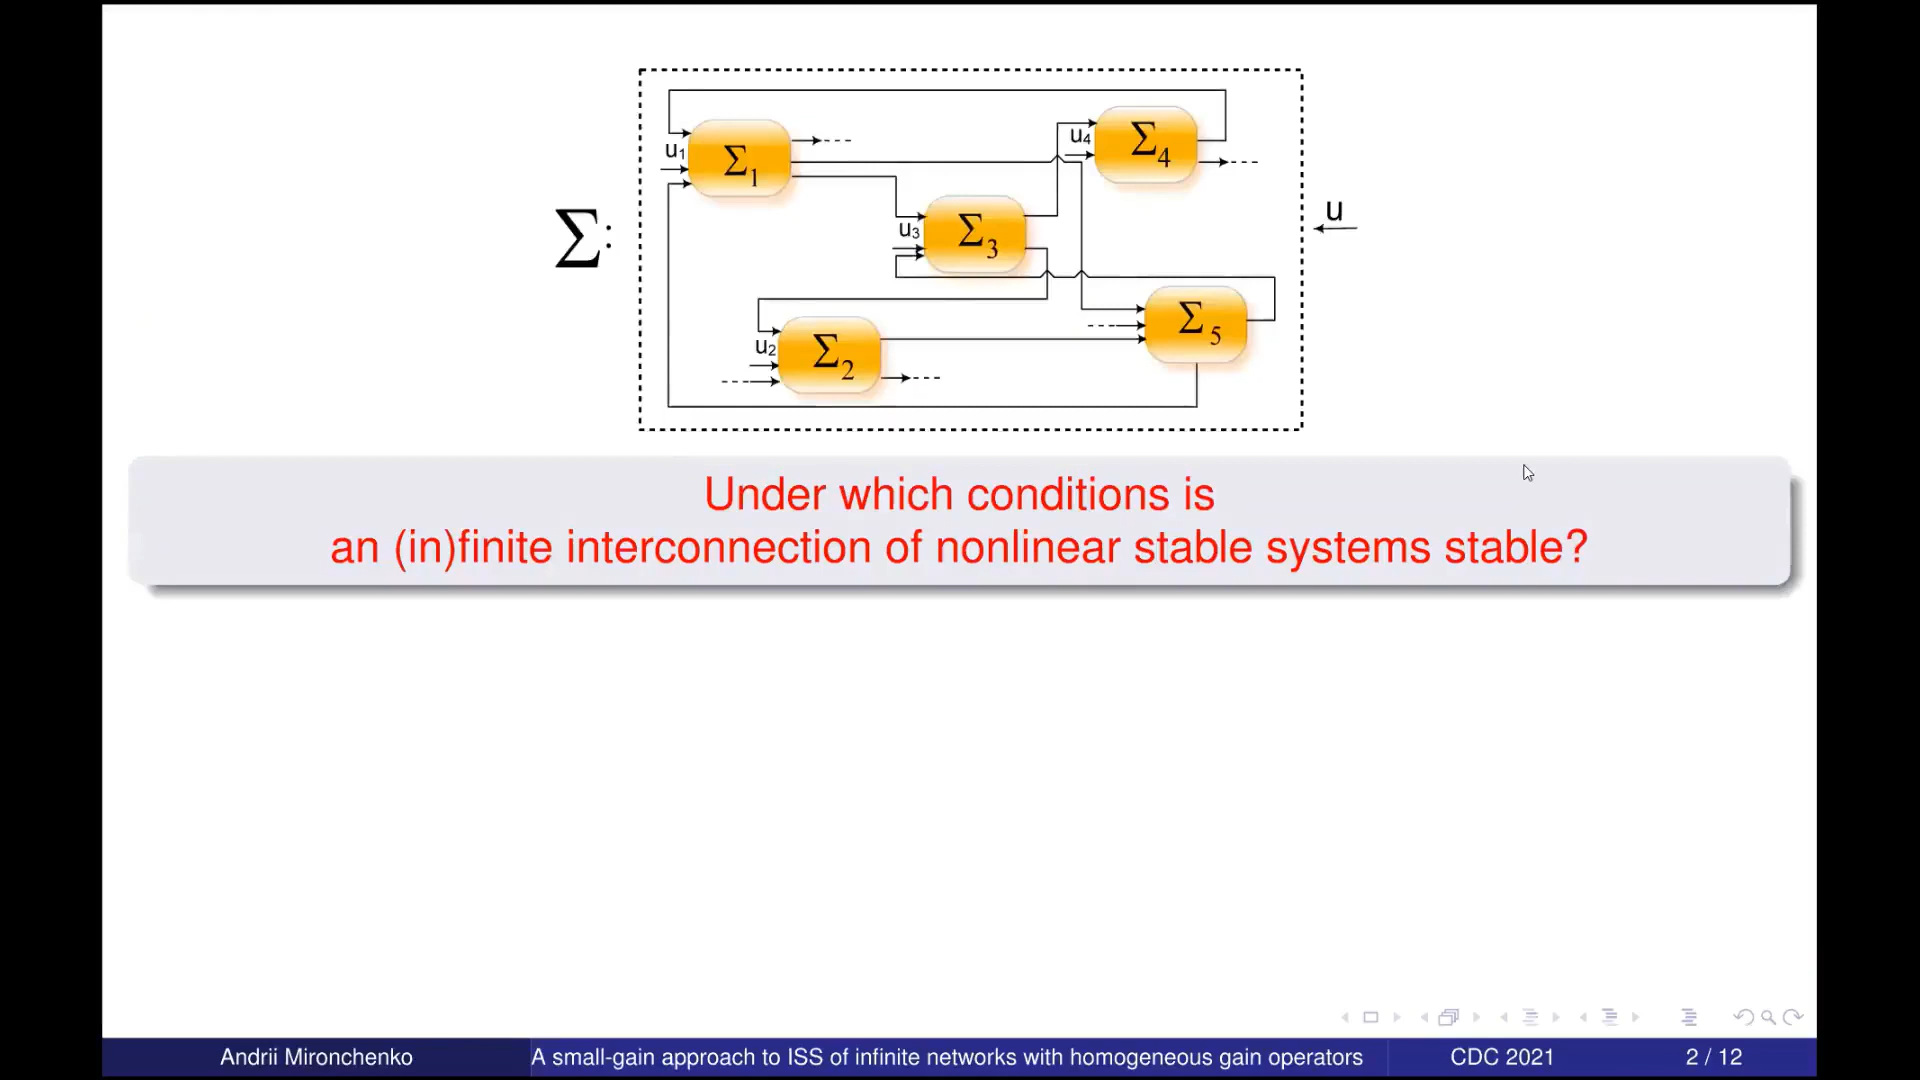 Σ:
u₁
Σ₁
u₄
Σ₄
u₃
Σ₃
u
u₂
Σ₂
Σ₅
Under which conditions is
an (in)finite interconnection of nonlinear stable systems stable?
Andrii Mironchenko
A small-gain approach to ISS of infinite networks with homogeneous gain operators
CDC 2021
2 / 12